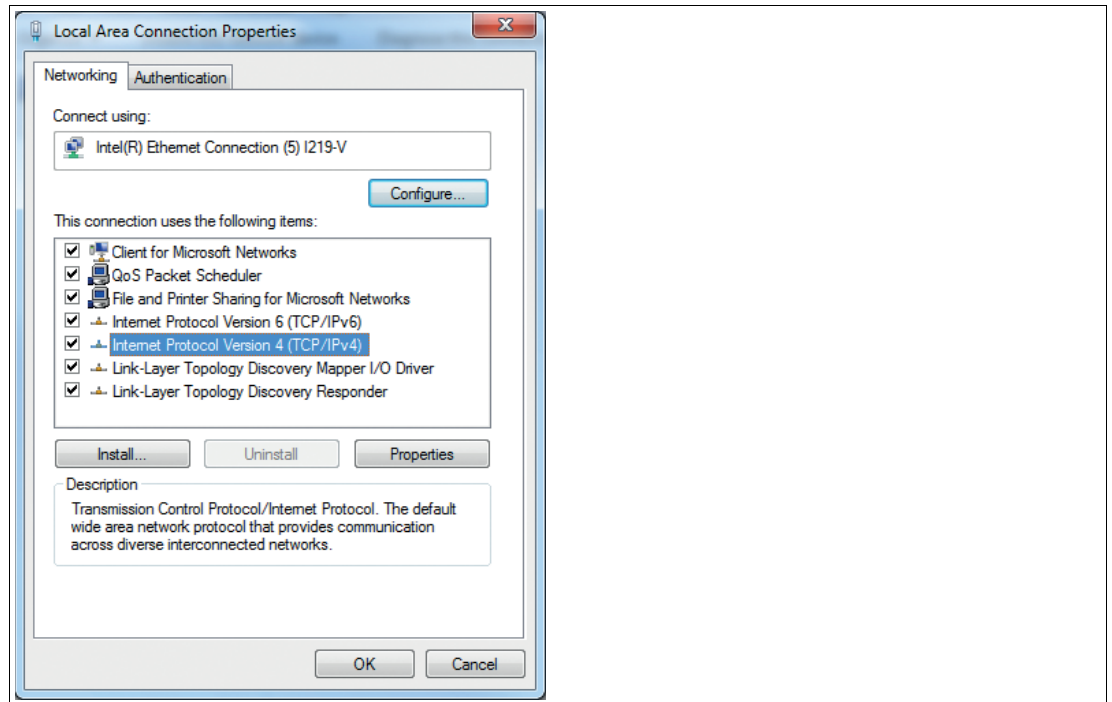 Local Area Connection Properties
Networking
Authentication
Connect using:
Intel(R) Ethernet Connection (5) I219-V
Configure...
This connection uses the following items:
Client for Microsoft Networks
QoS Packet Scheduler
File and Printer Sharing for Microsoft Networks
Internet Protocol Version 6 (TCP/IPv6)
Internet Protocol Version 4 (TCP/IPv4)
Link-Layer Topology Discovery Mapper I/O Driver
Link-Layer Topology Discovery Responder
Install...
Uninstall
Properties
Description
Transmission Control Protocol/Internet Protocol. The default
wide area network protocol that provides communication
across diverse interconnected networks.
OK
Cancel